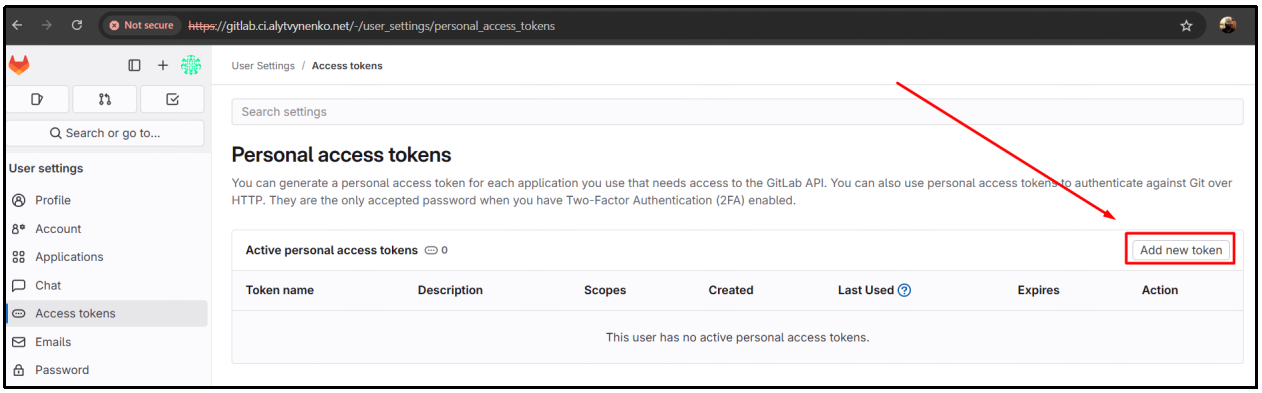 Not secure https://gitlab.ci.alytvynenko.net/-/user_settings/personal_access_tokens
User Settings / Access tokens
Search settings
Search or go to...
User settings
Profile
Account
Applications
Chat
Access tokens
Emails
Password
Personal access tokens
You can generate a personal access token for each application you use that needs access to the GitLab API. You can also use personal access tokens to authenticate against Git over
HTTP. They are the only accepted password when you have Two-Factor Authentication (2FA) enabled.
Active personal access tokens 0
Add new token
Token name Description Scopes Created Last Used ? Expires Action
This user has no active personal access tokens.